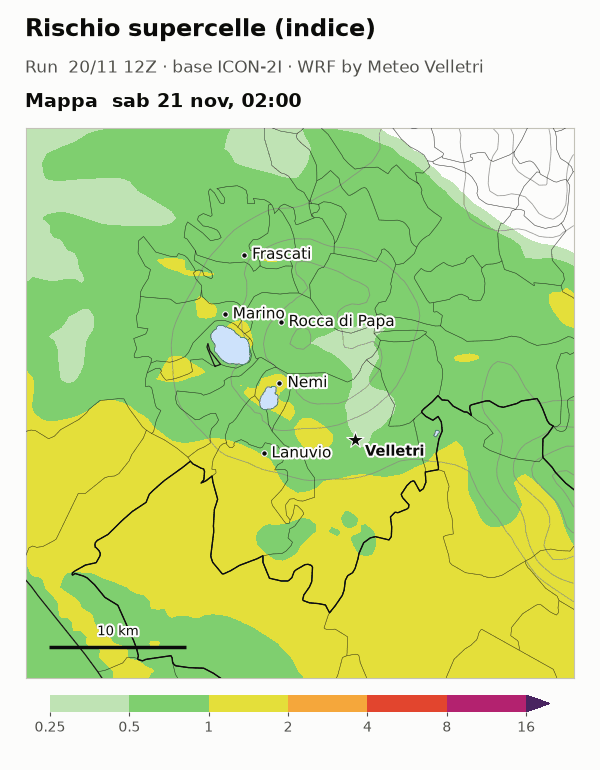 Rischio supercelle (indice)
Run  20/11 12Z · base ICON-2I · WRF by Meteo Velletri
Mappa  sab 21 nov, 02:00
Frascati
Marino
Rocca di Papa
Nemi
Velletri
Lanuvio
10 km
0.25 0.5 1 2 4 8 16